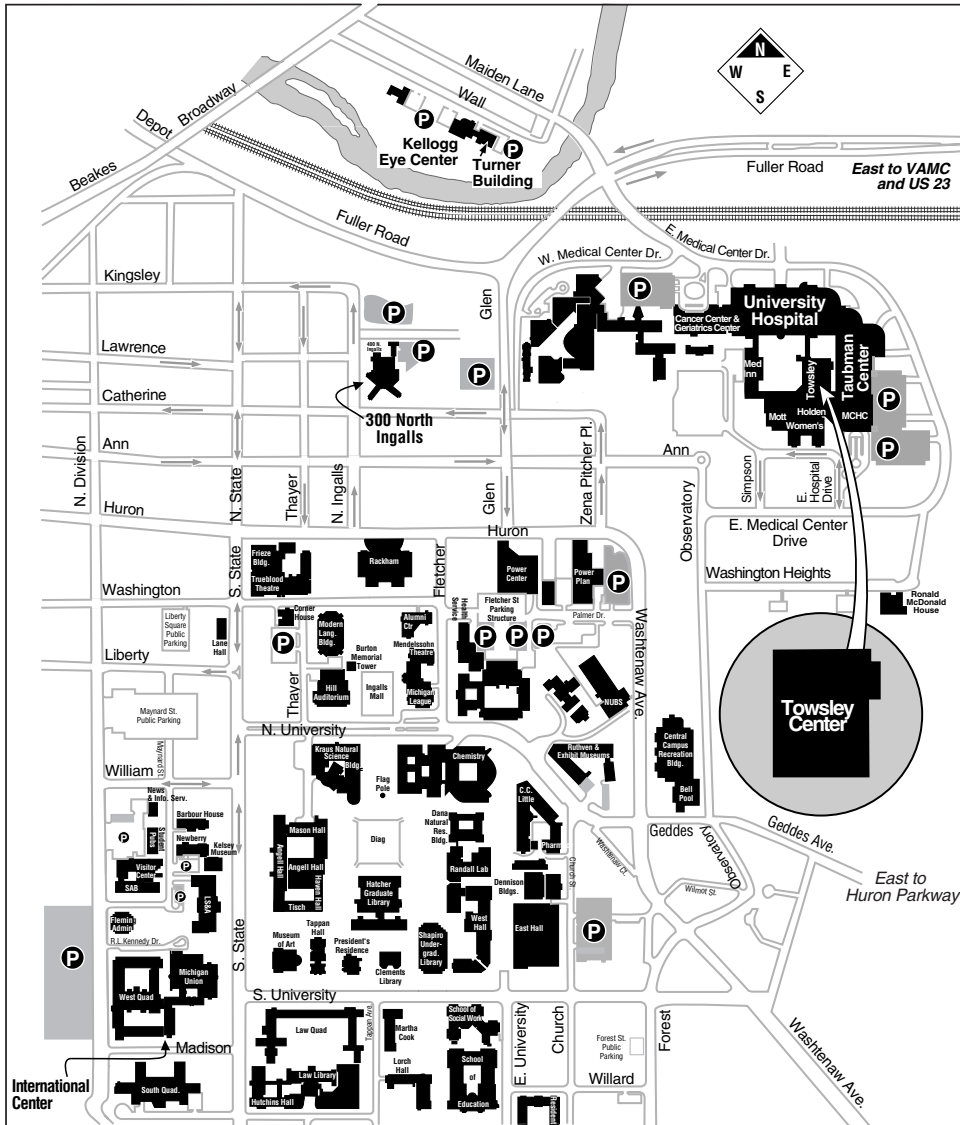 N
W E
S
Maiden Lane
Wall
Broadway
Depot
Beakes
P
Kellogg
Eye Center
P
Turner
Building
Fuller Road
East to VAMC
and US 23
Fuller Road
E. Medical Center Dr.
W. Medical Center Dr.
Kingsley
Glen
P
P
Cancer Center &
Geriatrics Center
University
Hospital
Lawrence
400 N.
Ingalls
P
P
Med
Inn
Towsley
Taubman
Center
P
Catherine
300 North
Ingalls
Mott
Holden
Women's
MCHC
Ann
Ann
P
N. Division
N. State
Thayer
N. Ingalls
Glen
Zena Pitcher Pl.
Observatory
Simpson
E.
Hospital
Drive
Huron
Huron
E. Medical Center
Drive
S. State
Frieze
Bldg.
Trueblood
Theatre
Rackham
Fletcher
Power
Center
Power
Plan
P
Washington Heights
Washington
Ronald
McDonald
House
Liberty
Square
Public
Parking
Lane
Hall
Corner
House
P
Modern
Lang.
Bldg.
Alumni
Ctr
Health
Service
Fletcher St
Parking
Structure
Palmer Dr.
P
P
P
Washtenaw Ave.
Liberty
Burton
Memorial
Tower
Mendelssohn
Theatre
Hill
Auditorium
Ingalls
Mall
Michigan
League
NUBS
Maynard St.
Public Parking
Thayer
Towsley
Center
N. University
Maynard St.
Kraus Natural
Science
Bldg.
Chemistry
Ruthven &
Exhibit Museums
Central
Campus
Recreation
Bldg.
Bell
Pool
William
Flag
Pole
News
& Info. Serv.
Barbour House
C.C.
Little
Dana
Natural
Res.
Bldg.
Mason Hall
Diag
Geddes
Geddes Ave.
P
Student
Pubs
Newberry
Kelsey
Museum
Angell Hall
Angell Hall
Haven Hall
Randall Lab
Pharmac
Washtenaw Ct.
Observatory
Visitor
Center
SAB
P
Dennison
Bldgs.
Church St.
Wilmot St.
East to
Huron Parkway
P
LS&A
Tisch
Hatcher
Graduate
Library
West
Hall
East Hall
P
Flemin
Admin
R.L. Kennedy Dr.
S. State
Tappan
Hall
Museum
of Art
President's
Residence
Clements
Library
Shapiro
Under-
grad.
Library
P
West Quad
Michigan
Union
S. University
Madison
Law Quad
Tappan Ave
Martha
Cook
School of
Social Work
E. University
Church
Forest St.
Public
Parking
Forest
Washtenaw Ave.
International
Center
South Quad.
Law Library
Hutchins Hall
Lorch
Hall
School
of
Education
Willard
Resident